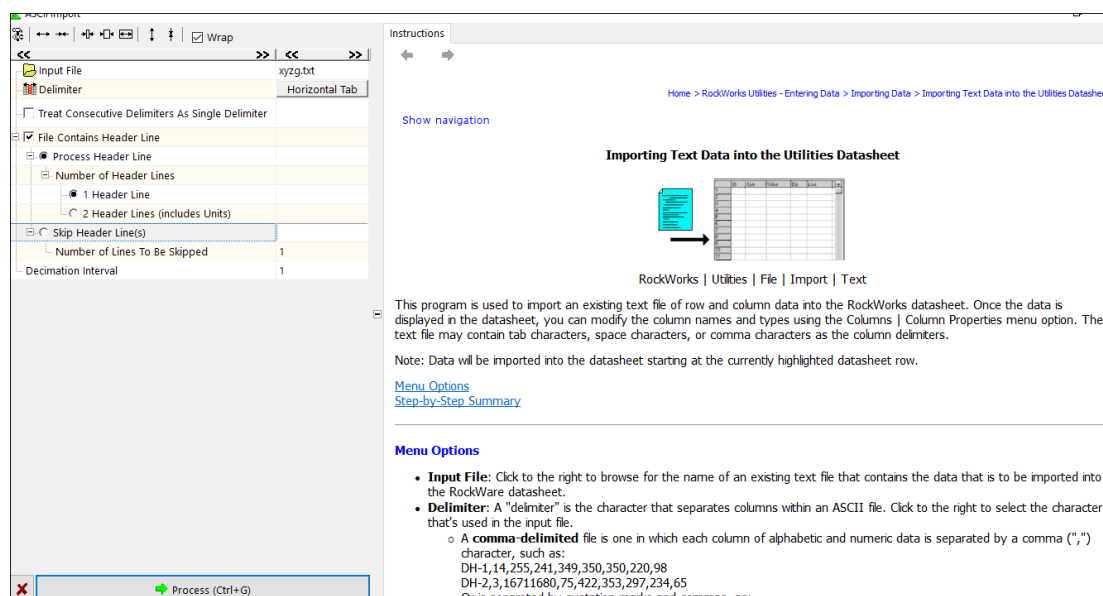 ASCII Import
Wrap
<< >> << >>
Input File xyzg.txt
Delimiter Horizontal Tab
Treat Consecutive Delimiters As Single Delimiter
File Contains Header Line
Process Header Line
Number of Header Lines
1 Header Line
2 Header Lines (includes Units)
Skip Header Line(s)
Number of Lines To Be Skipped 1
Decimation Interval 1
Process (Ctrl+G)
Instructions
Home > RockWorks Utilities - Entering Data > Importing Data > Importing Text Data into the Utilities Datashe
Show navigation
Importing Text Data into the Utilities Datasheet
RockWorks | Utilities | File | Import | Text
This program is used to import an existing text file of row and column data into the RockWorks datasheet. Once the data is
displayed in the datasheet, you can modify the column names and types using the Columns | Column Properties menu option. The
text file may contain tab characters, space characters, or comma characters as the column delimiters.
Note: Data will be imported into the datasheet starting at the currently highlighted datasheet row.
Menu Options
Step-by-Step Summary
Menu Options
• Input File: Click to the right to browse for the name of an existing text file that contains the data that is to be imported into
the RockWare datasheet.
• Delimiter: A "delimiter" is the character that separates columns within an ASCII file. Click to the right to select the character
that's used in the input file.
o A comma-delimited file is one in which each column of alphabetic and numeric data is separated by a comma (",")
character, such as:
DH-1,14,255,241,349,350,350,220,98
DH-2,3,16711680,75,422,353,297,234,65
Or is separated by quotation marks and commas, as: